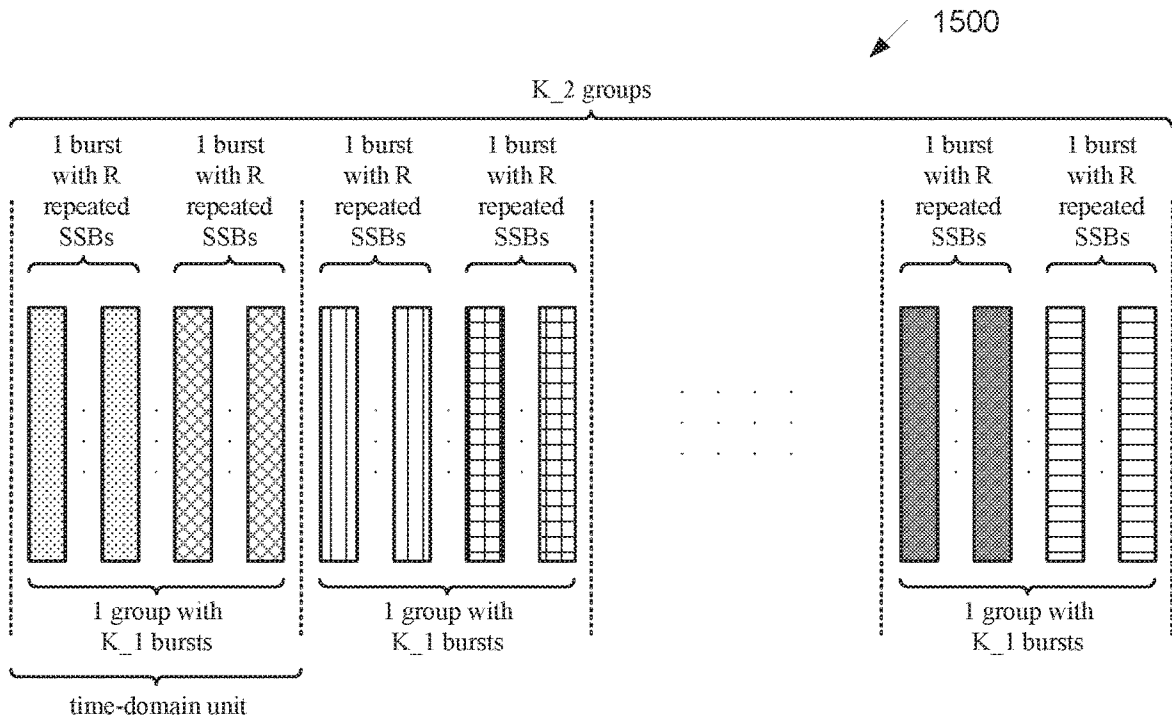 1500
K_2 groups
1 burst
with R
repeated
SSBs
1 burst
with R
repeated
SSBs
1 burst
with R
repeated
SSBs
1 burst
with R
repeated
SSBs
1 burst
with R
repeated
SSBs
1 burst
with R
repeated
SSBs
1 group with
K_1 bursts
1 group with
K_1 bursts
1 group with
K_1 bursts
time-domain unit